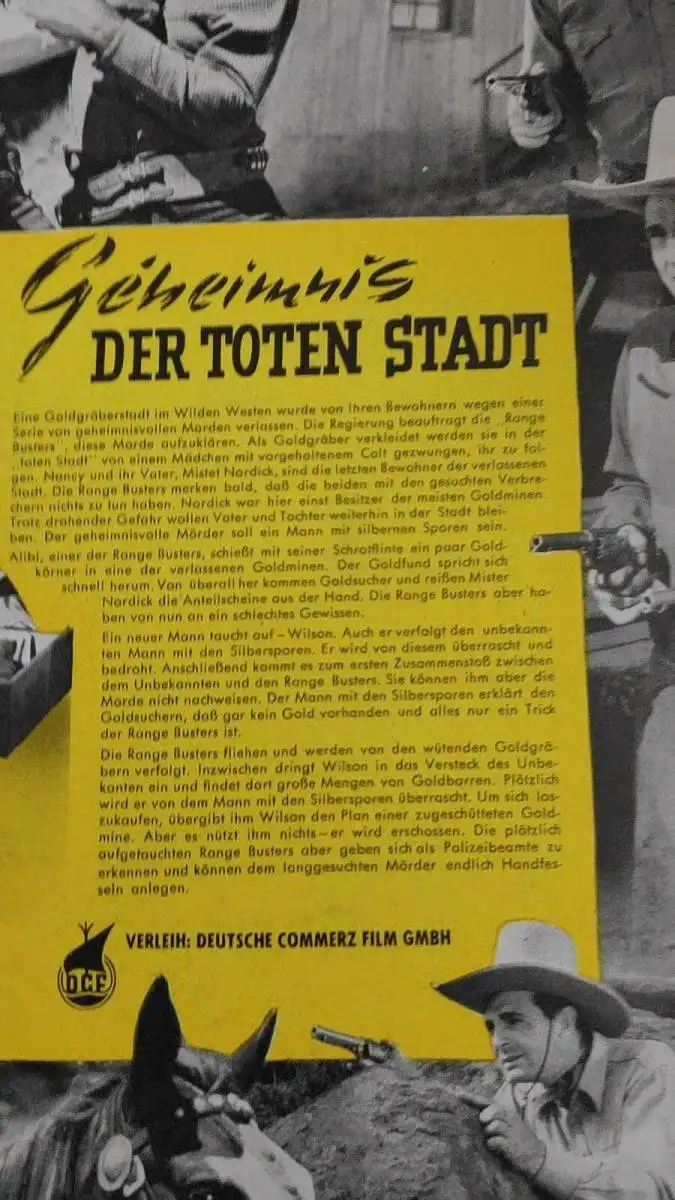 Geheimnis
DER TOTEN STADT
Eine Goldgräberstadt im Wilden Westen wurde von Ihren Bewohnern wegen einer
Serie von geheimnisvollen Morden verlassen. Die Regierung beauftragt die „Range
Busters", diese Morde aufzuklären. Als Goldgräber verkleidet werden sie in der
„toten Stadt" von einem Mädchen mit vorgehaltenem Colt gezwungen, ihr zu fol-
gen. Nancy und ihr Vater, Mister Nordick, sind die letzten Bewohner der verlassenen
Stadt. Die Range Busters merken bald, daß die beiden mit den gesuchten Verbre-
chern nichts zu tun haben. Nordick war hier einst Besitzer der meisten Goldminen.
Trotz drohender Gefahr wollen Vater und Tochter weiterhin in der Stadt blei-
ben. Der geheimnisvolle Mörder soll ein Mann mit silbernen Sporen sein.
Alibi, einer der Range Busters, schießt mit seiner Schrotflinte ein paar Gold-
körner in eine der verlassenen Goldminen. Der Goldfund spricht sich
schnell herum. Von überall her kommen Goldsucher und reißen Mister
Nordick die Anteilscheine aus der Hand. Die Range Busters aber ha-
ben von nun an ein schlechtes Gewissen.
Ein neuer Mann taucht auf – Wilson. Auch er verfolgt den unbekann-
ten Mann mit den Silbersporen. Er wird von diesem überrascht und
bedroht. Anschließend kommt es zum ersten Zusammenstoß zwischen
dem Unbekannten und den Range Busters. Sie können ihm aber die
Morde nicht nachweisen. Der Mann mit den Silbersporen erklärt den
Goldsuchern, daß gar kein Gold vorhanden und alles nur ein Trick
der Range Busters ist.
Die Range Busters fliehen und werden von den wütenden Goldgrä-
bern verfolgt. Inzwischen dringt Wilson in das Versteck des Unbe-
kanten ein und findet dort große Mengen von Goldbarren. Plötzlich
wird er von dem Mann mit den Silbersporen überrascht. Um sich los-
zukaufen, übergibt ihm Wilson den Plan einer zugeschütteten Gold-
mine. Aber es nützt ihm nichts – er wird erschossen. Die plötzlich
aufgetauchten Range Busters aber geben sich als Polizeibeamte zu
erkennen und können dem langgesuchten Mörder endlich Handfes-
seln anlegen.
VERLEIH: DEUTSCHE COMMERZ FILM GMBH
DCF